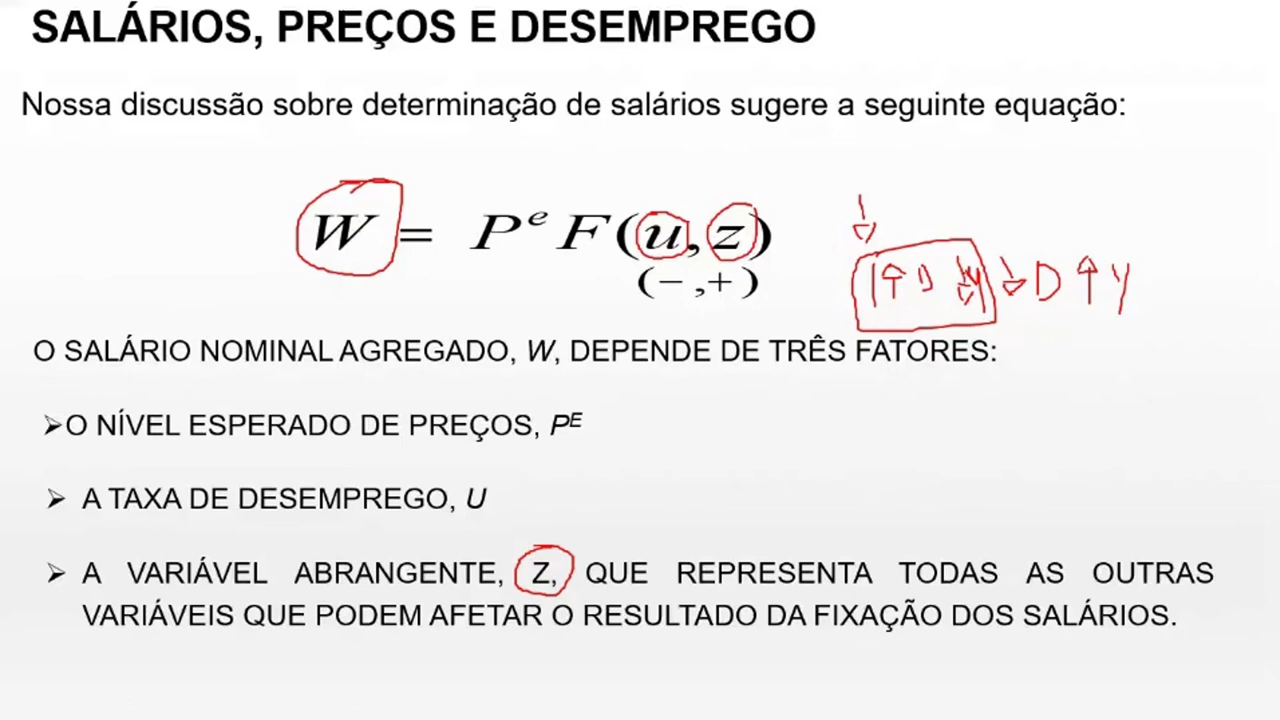 SALÁRIOS, PREÇOS E DESEMPREGO
Nossa discussão sobre determinação de salários sugere a seguinte equação:
W = Pᵉ F(u, z)
(− ,+ )
↑ D ↓ Y ↓ D ↑ Y
O SALÁRIO NOMINAL AGREGADO, W, DEPENDE DE TRÊS FATORES:
➢O NÍVEL ESPERADO DE PREÇOS, Pᴱ
➢ A TAXA DE DESEMPREGO, U
➢ A VARIÁVEL ABRANGENTE, Z, QUE REPRESENTA TODAS AS OUTRAS
VARIÁVEIS QUE PODEM AFETAR O RESULTADO DA FIXAÇÃO DOS SALÁRIOS.